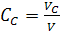 C_C = V_C / V